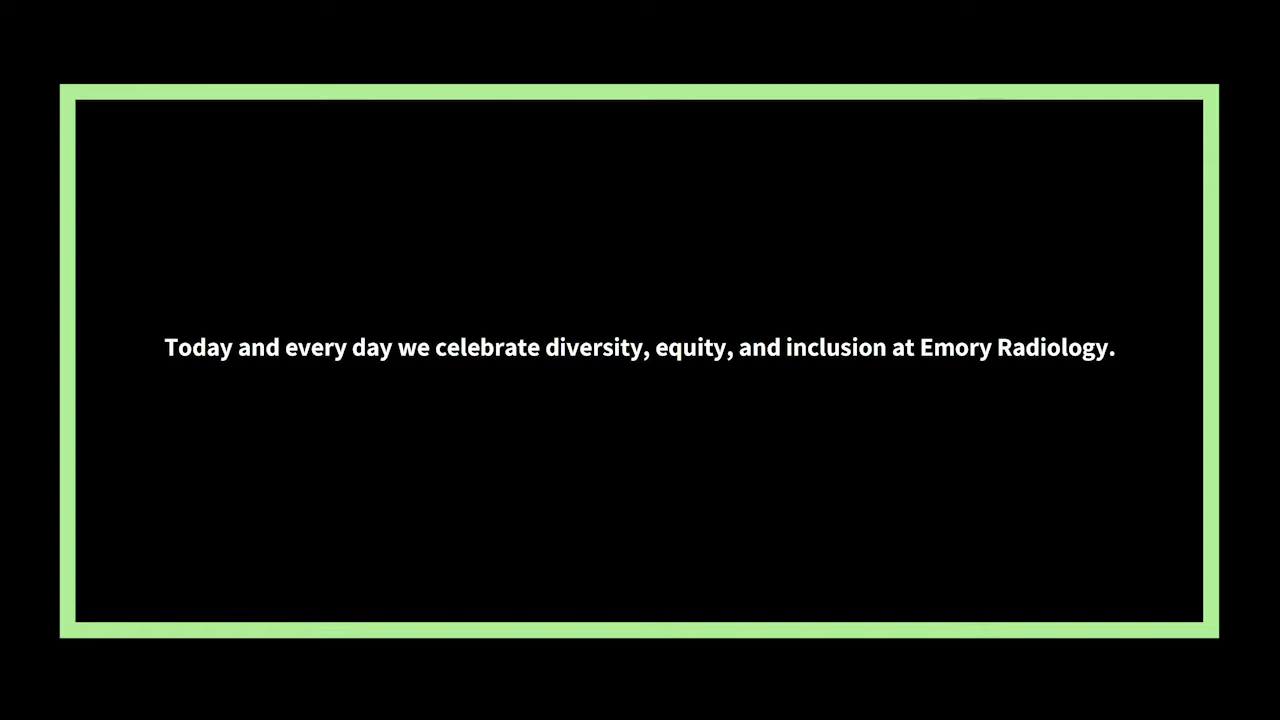 Today and every day we celebrate diversity, equity, and inclusion at Emory Radiology.